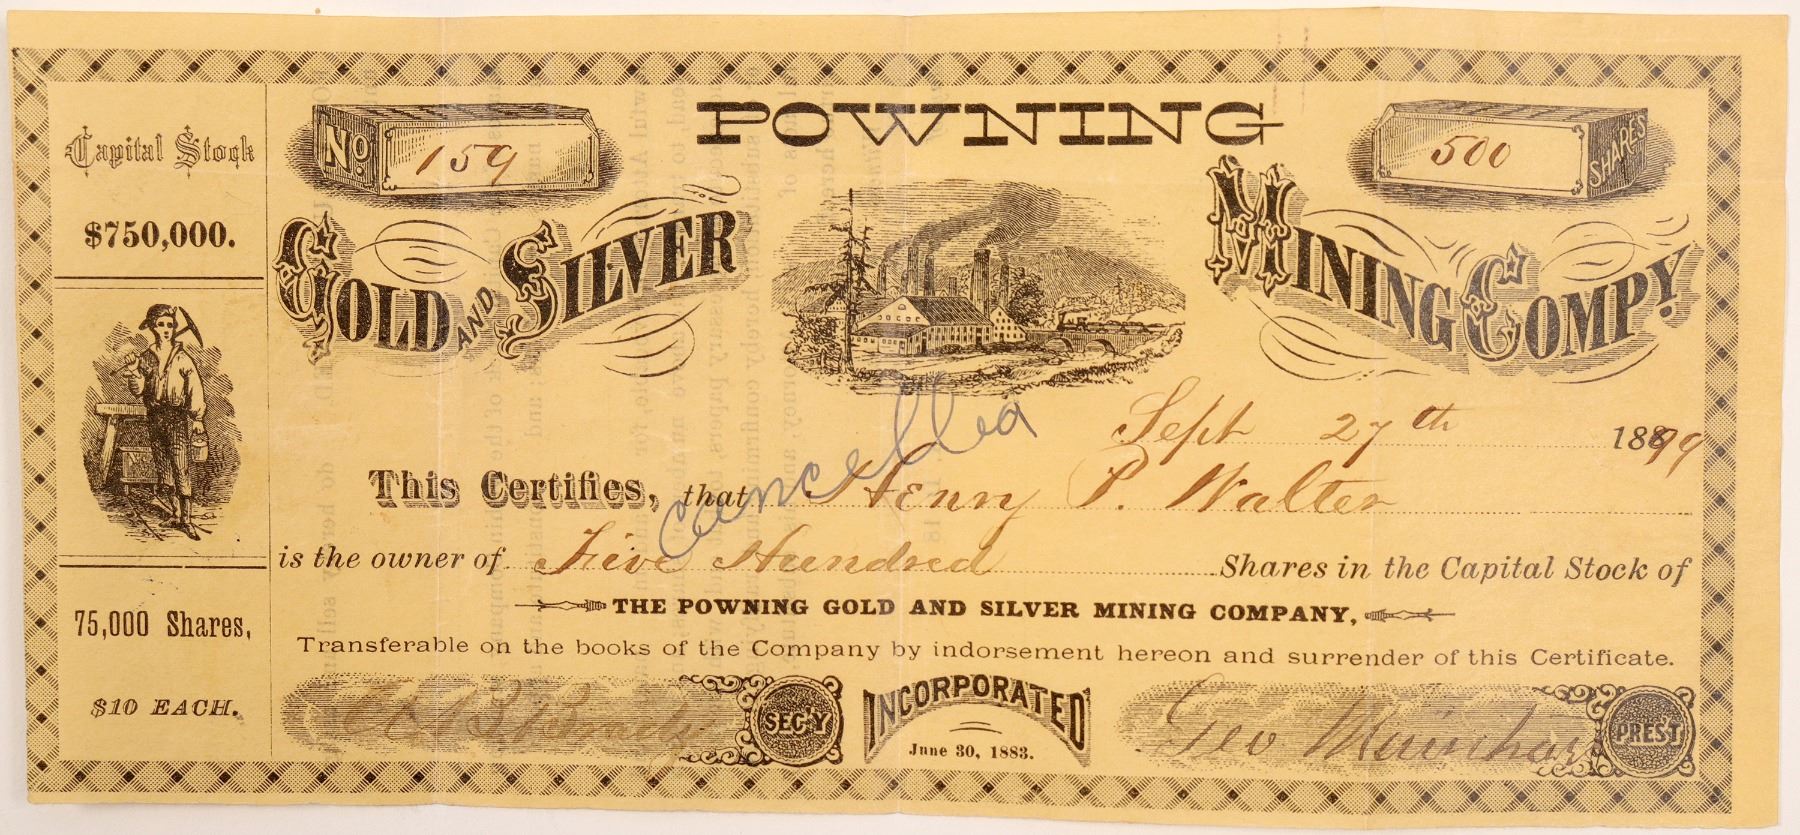 Capital Stock
$750,000.
75,000 Shares,
$10 EACH.
No 159
POWNING
500 SHARES
GOLD AND SILVER MINING COMPY.
Sept 27th 1899
cancelled
This Certifies, that Henry P. Walter
is the owner of Five Hundred Shares in the Capital Stock of
THE POWNING GOLD AND SILVER MINING COMPANY,
Transferable on the books of the Company by indorsement hereon and surrender of this Certificate.
SEC'Y
INCORPORATED
June 30, 1883.
Geo
PRES'T